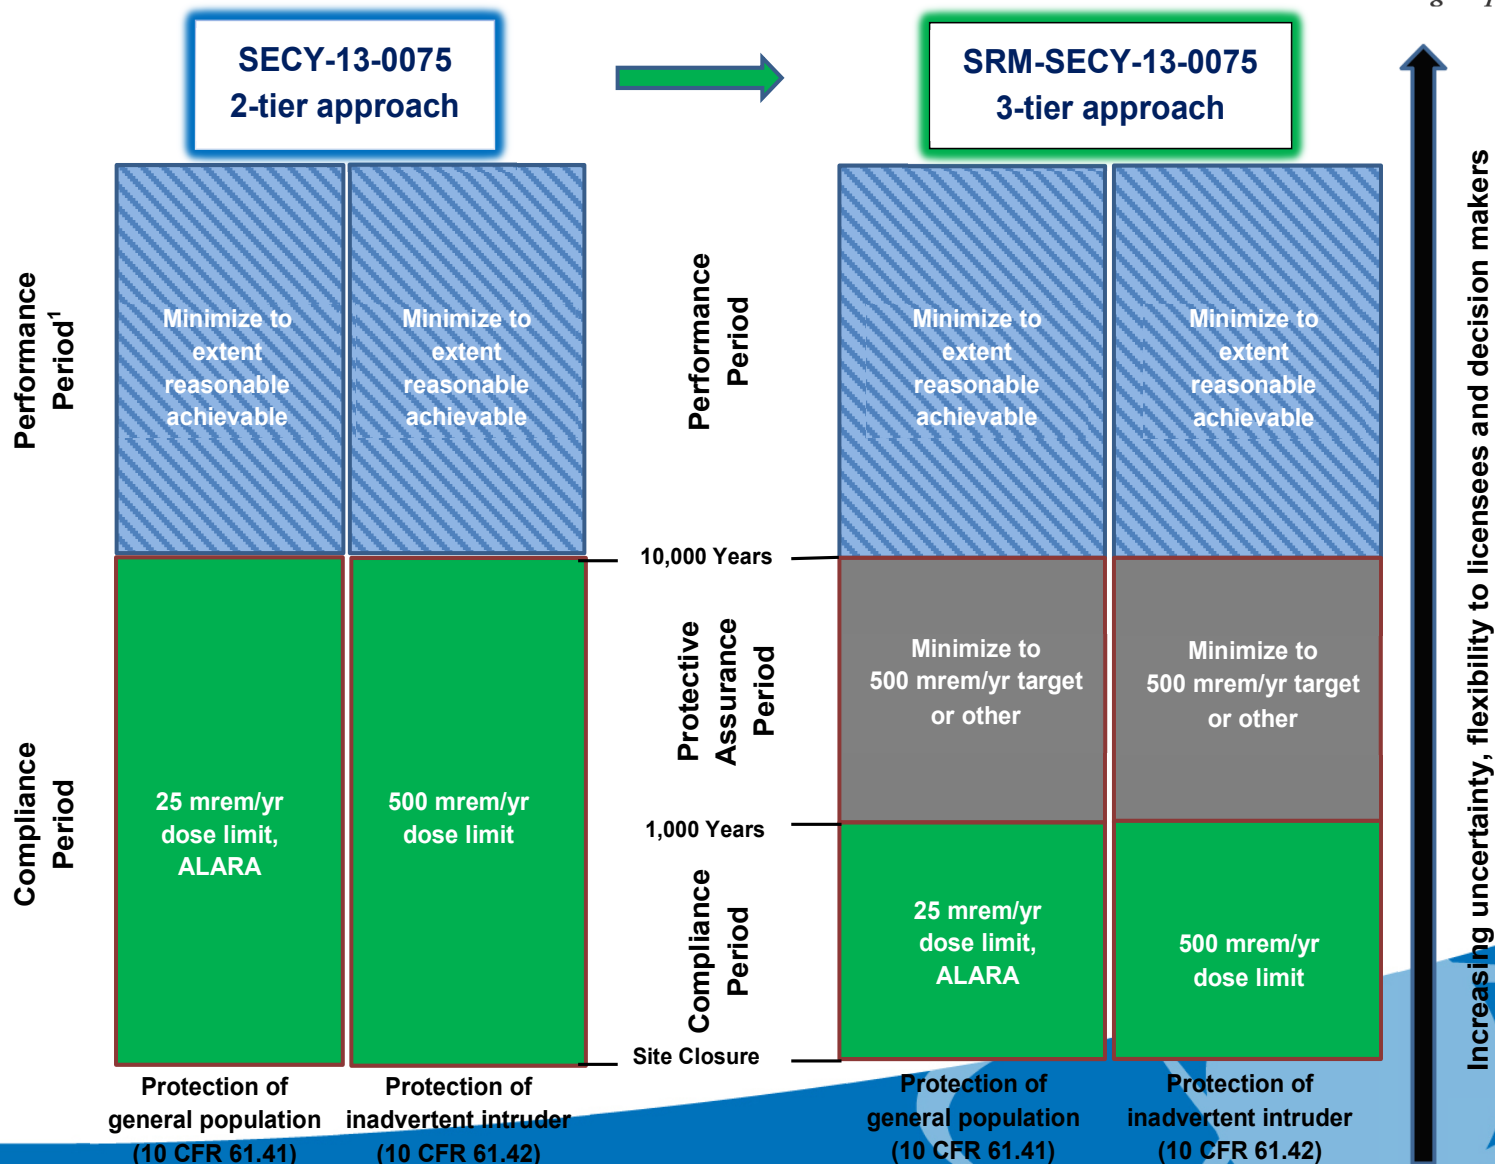 SECY-13-0075
2-tier approach
SRM-SECY-13-0075
3-tier approach
Performance
Period1
Minimize to
extent
reasonable
achievable
Minimize to
extent
reasonable
achievable
Performance
Period
Minimize to
extent
reasonable
achievable
Minimize to
extent
reasonable
achievable
10,000 Years
Protective
Assurance
Period
Minimize to
500 mrem/yr target
or other
Minimize to
500 mrem/yr target
or other
1,000 Years
Compliance
Period
25 mrem/yr
dose limit,
ALARA
500 mrem/yr
dose limit
Compliance
Period
25 mrem/yr
dose limit,
ALARA
500 mrem/yr
dose limit
Site Closure
Protection of
general population
(10 CFR 61.41)
Protection of
inadvertent intruder
(10 CFR 61.42)
Protection of
general population
(10 CFR 61.41)
Protection of
inadvertent intruder
(10 CFR 61.42)
Increasing uncertainty, flexibility to licensees and decision makers